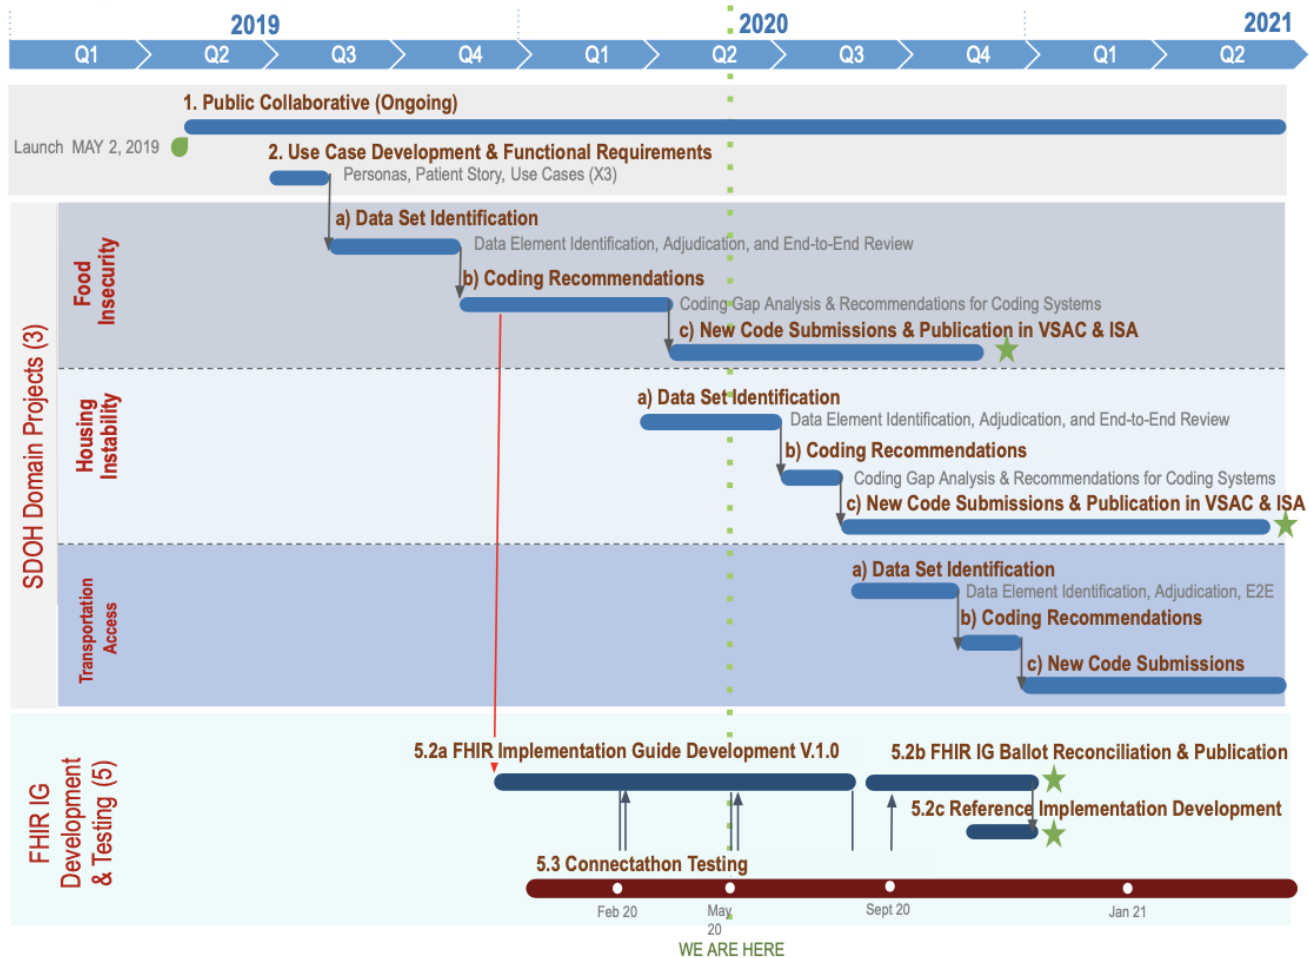 2019
2020
2021
Q1
Q2
Q3
Q4
Q1
Q2
Q3
Q4
Q1
Q2
1. Public Collaborative (Ongoing)
Launch MAY 2, 2019
2. Use Case Development & Functional Requirements
Personas, Patient Story, Use Cases (X3)
SDOH Domain Projects (3)
Food
Insecurity
a) Data Set Identification
Data Element Identification, Adjudication, and End-to-End Review
b) Coding Recommendations
Coding Gap Analysis & Recommendations for Coding Systems
c) New Code Submissions & Publication in VSAC & ISA
Housing
Instability
a) Data Set Identification
Data Element Identification, Adjudication, and End-to-End Review
b) Coding Recommendations
Coding Gap Analysis & Recommendations for Coding Systems
c) New Code Submissions & Publication in VSAC & ISA
Transportation
Access
a) Data Set Identification
Data Element Identification, Adjudication, E2E
b) Coding Recommendations
c) New Code Submissions
FHIR IG
Development
& Testing (5)
5.2a FHIR Implementation Guide Development V.1.0
5.2b FHIR IG Ballot Reconciliation & Publication
5.2c Reference Implementation Development
5.3 Connectathon Testing
Feb 20
May
20
Sept 20
Jan 21
WE ARE HERE